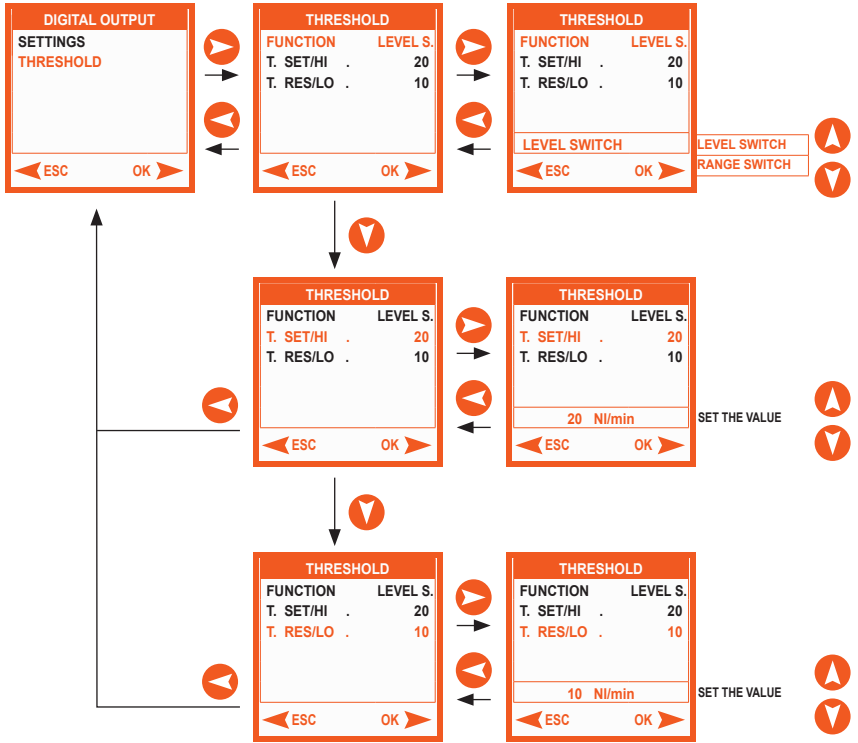 DIGITAL OUTPUT
SETTINGS
THRESHOLD
ESC OK
THRESHOLD
FUNCTION LEVEL S.
T. SET/HI . 20
T. RES/LO . 10
ESC OK
THRESHOLD
FUNCTION LEVEL S.
T. SET/HI . 20
T. RES/LO . 10
LEVEL SWITCH
ESC OK
LEVEL SWITCH
RANGE SWITCH
THRESHOLD
FUNCTION LEVEL S.
T. SET/HI . 20
T. RES/LO . 10
ESC OK
THRESHOLD
FUNCTION LEVEL S.
T. SET/HI . 20
T. RES/LO . 10
20 Nl/min
ESC OK
SET THE VALUE
THRESHOLD
FUNCTION LEVEL S.
T. SET/HI . 20
T. RES/LO . 10
ESC OK
THRESHOLD
FUNCTION LEVEL S.
T. SET/HI . 20
T. RES/LO . 10
10 Nl/min
ESC OK
SET THE VALUE